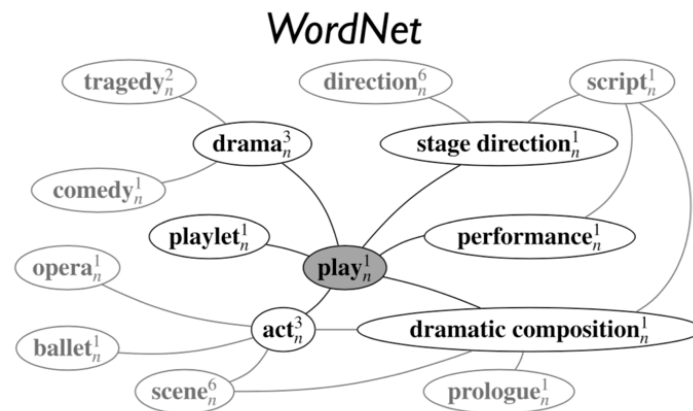 WordNet
tragedy²ₙ
direction⁶ₙ
script¹ₙ
drama³ₙ
stage direction¹ₙ
comedy¹ₙ
playlet¹ₙ
performance¹ₙ
opera¹ₙ
play¹ₙ
act³ₙ
dramatic composition¹ₙ
ballet¹ₙ
scene⁶ₙ
prologue¹ₙ